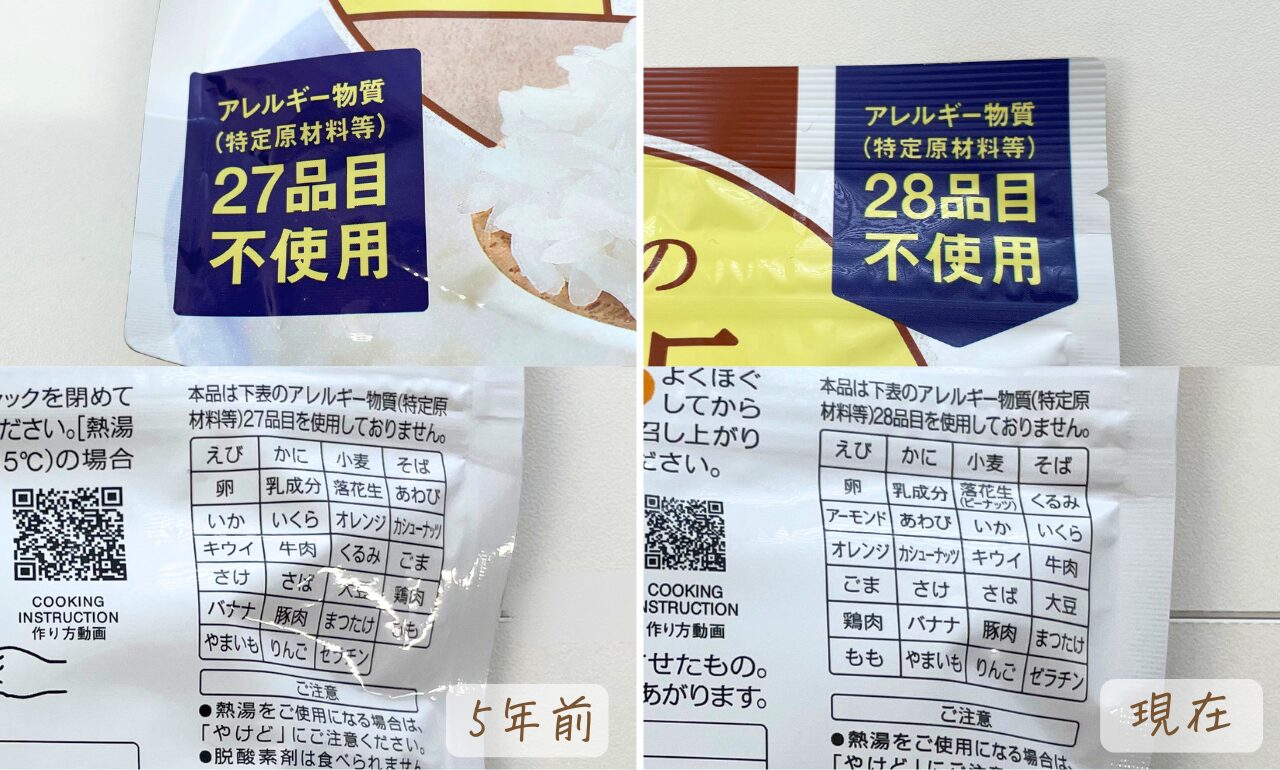 アレルギー物質
(特定原材料等)
27品目
不使用
アレルギー物質
(特定原材料等)
28品目
不使用
の
ックを閉めて
ださい。[熱湯
5℃)の場合
COOKING
INSTRUCTION
作り方動画
本品は下表のアレルギー物質(特定原
材料等)27品目を使用しておりません。
えび かに 小麦 そば
卵 乳成分 落花生 あわび
いか いくら オレンジ カシューナッツ
キウイ 牛肉 くるみ ごま
さけ さば 大豆 鶏肉
バナナ 豚肉 まつたけ もも
やまいも りんご ゼラチン
ご注意
●熱湯をご使用になる場合は、
「やけど」にご注意ください。
●脱酸素剤は食べられません
5年前
よくほぐ
してから
召し上がり
ださい。
COOKING
NSTRUCTION
作り方動画
せたもの。
あがります。
本品は下表のアレルギー物質(特定原
材料等)28品目を使用しておりません。
えび かに 小麦 そば
卵 乳成分 落花生(ピーナッツ) くるみ
アーモンド あわび いか いくら
オレンジ カシューナッツ キウイ 牛肉
ごま さけ さば 大豆
鶏肉 バナナ 豚肉 まつたけ
もも やまいも りんご ゼラチン
ご注意
●熱湯をご使用になる場合は、
「やけど」にご注意くださ
現在